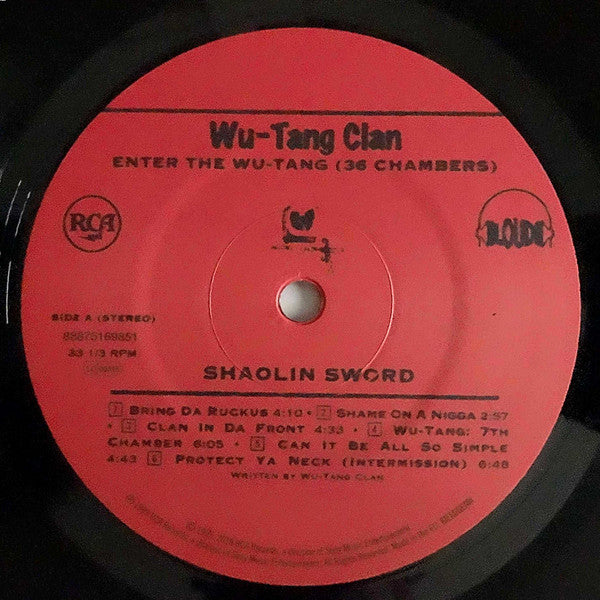 Wu-Tang Clan
ENTER THE WU-TANG (36 CHAMBERS)
RCA
LOUD
SIDE A (STEREO)
88875169851
33 1/3 RPM
SHAOLIN SWORD
1 BRING DA RUCKUS 4:10 • 2 SHAME ON A NIGGA 2:57
• 3 CLAN IN DA FRONT 4:33 • 4 WU-TANG: 7TH
CHAMBER 6:05 • 5 CAN IT BE ALL SO SIMPLE
4:43 6 PROTECT YA NECK (INTERMISSION) 6:48
WRITTEN BY WU-TANG CLAN